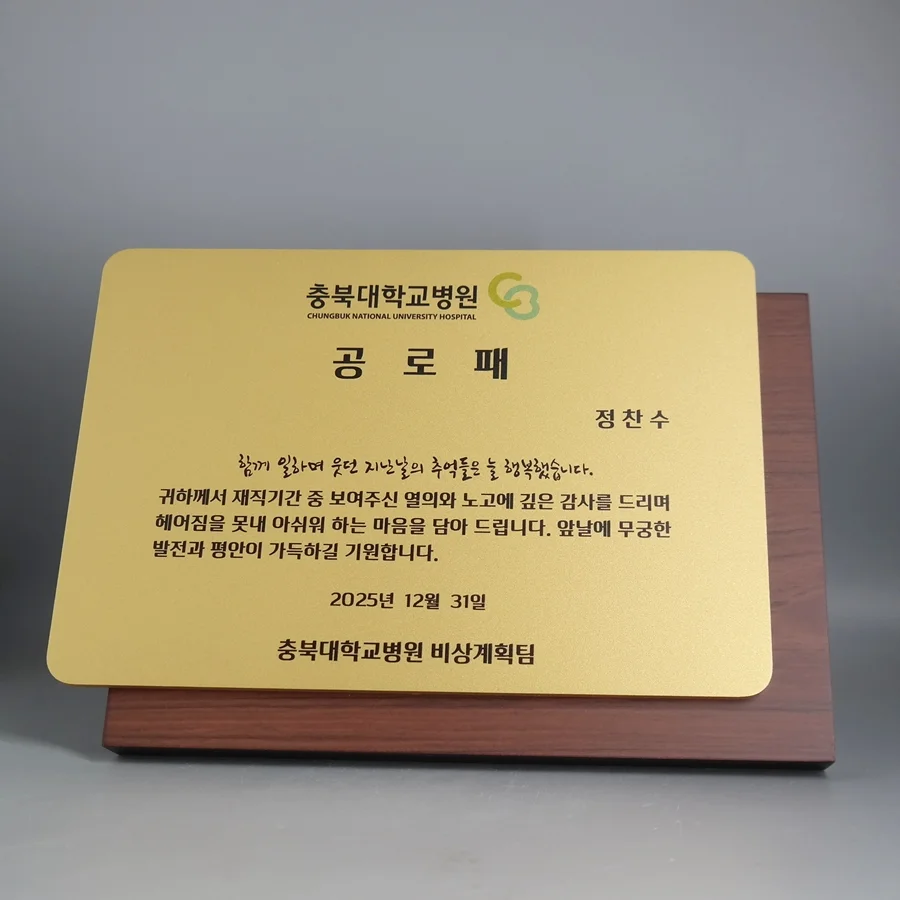 충북대학교병원
CHUNGBUK NATIONAL UNIVERSITY HOSPITAL
공 로 패
정 찬 수
함께 일하며 웃던 지난날의 추억들은 늘 행복했습니다.
귀하께서 재직기간 중 보여주신 열의와 노고에 깊은 감사를 드리며
헤어짐을 못내 아쉬워 하는 마음을 담아 드립니다. 앞날에 무궁한
발전과 평안이 가득하길 기원합니다.
2025년 12월 31일
충북대학교병원 비상계획팀